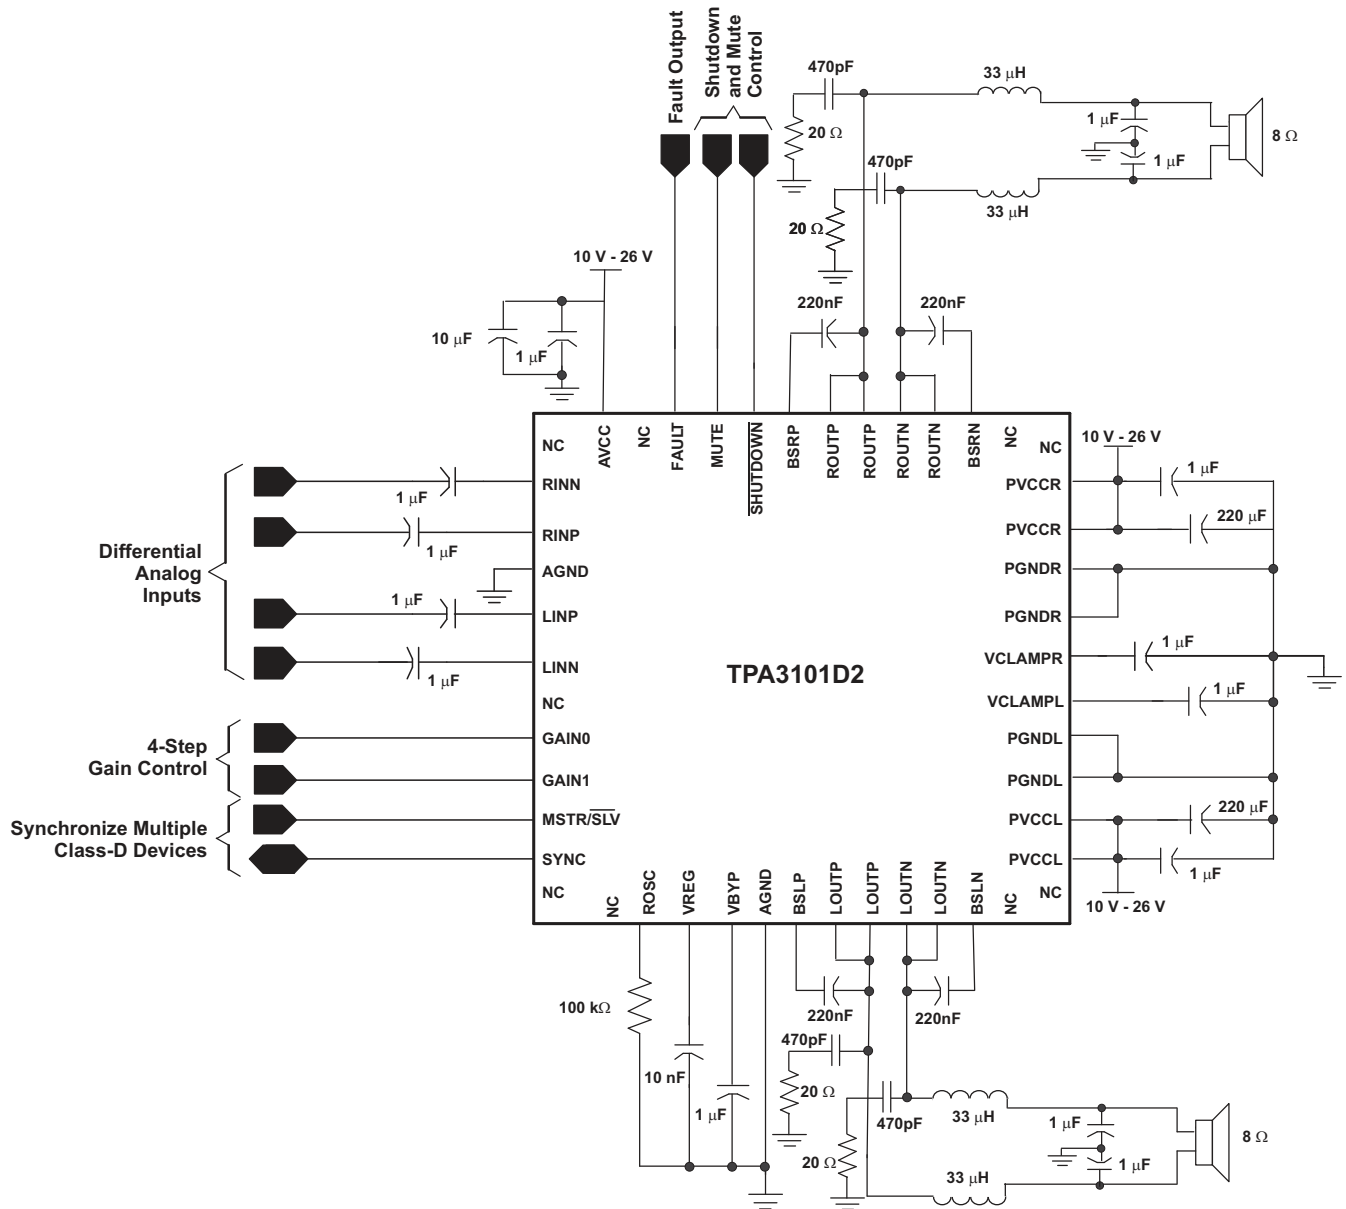 Fault Output
Shutdown
and Mute
Control
470pF
33 µH
20 Ω
1 µF
8 Ω
1 µF
470pF
33 µH
20 Ω
10 V - 26 V
220nF
220nF
10 µF
1 µF
NC
AVCC
NC
FAULT
MUTE
SHUTDOWN
BSRP
ROUTP
ROUTP
ROUTN
ROUTN
BSRN
NC
NC
10 V - 26 V
1 µF
RINN
PVCCR
1 µF
220 µF
RINP
PVCCR
1 µF
Differential
Analog
Inputs
AGND
PGNDR
1 µF
LINP
PGNDR
1 µF
LINN
VCLAMPR
1 µF
TPA3101D2
1 µF
NC
VCLAMPL
4-Step
Gain Control
GAIN0
PGNDL
GAIN1
PGNDL
220 µF
Synchronize Multiple
Class-D Devices
MSTR/SLV
PVCCL
SYNC
PVCCL
1 µF
NC
NC
10 V - 26 V
NC
ROSC
VREG
VBYP
AGND
BSLP
LOUTP
LOUTP
LOUTN
LOUTN
BSLN
NC
100 kΩ
220nF
220nF
470pF
10 nF
20 Ω
1 µF
470pF
33 µH
1 µF
8 Ω
20 Ω
1 µF
33 µH